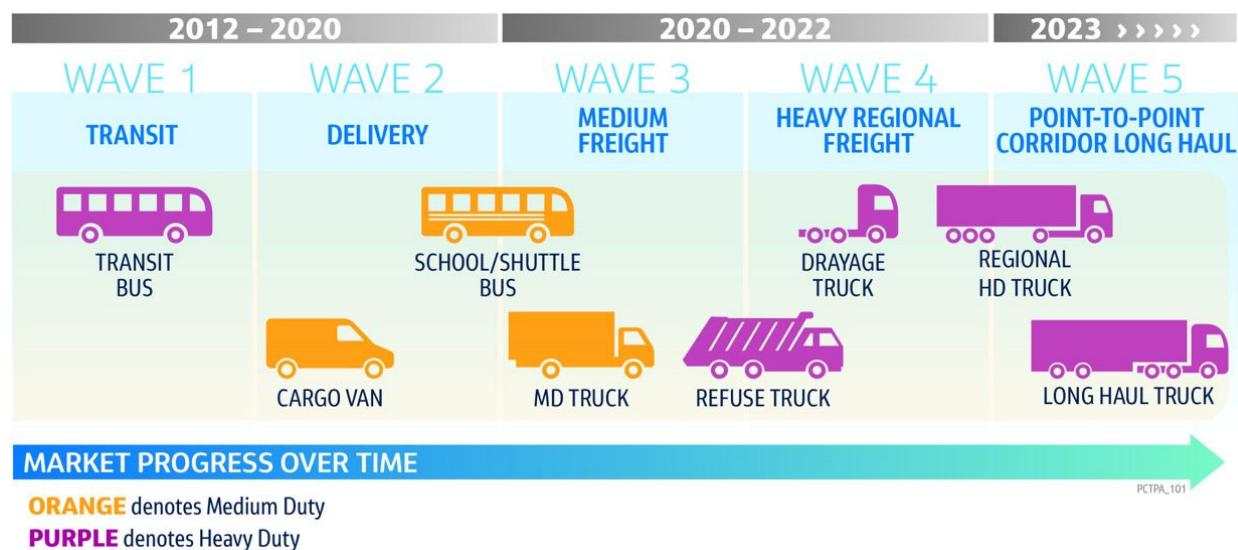 2012 – 2020
2020 – 2022
2023 › › › › ›
WAVE 1
WAVE 2
WAVE 3
WAVE 4
WAVE 5
TRANSIT
DELIVERY
MEDIUM
FREIGHT
HEAVY REGIONAL
FREIGHT
POINT-TO-POINT
CORRIDOR LONG HAUL
TRANSIT
BUS
SCHOOL/SHUTTLE
BUS
DRAYAGE
TRUCK
REGIONAL
HD TRUCK
CARGO VAN
MD TRUCK
REFUSE TRUCK
LONG HAUL TRUCK
MARKET PROGRESS OVER TIME
PCTPA_101
ORANGE denotes Medium Duty
PURPLE denotes Heavy Duty